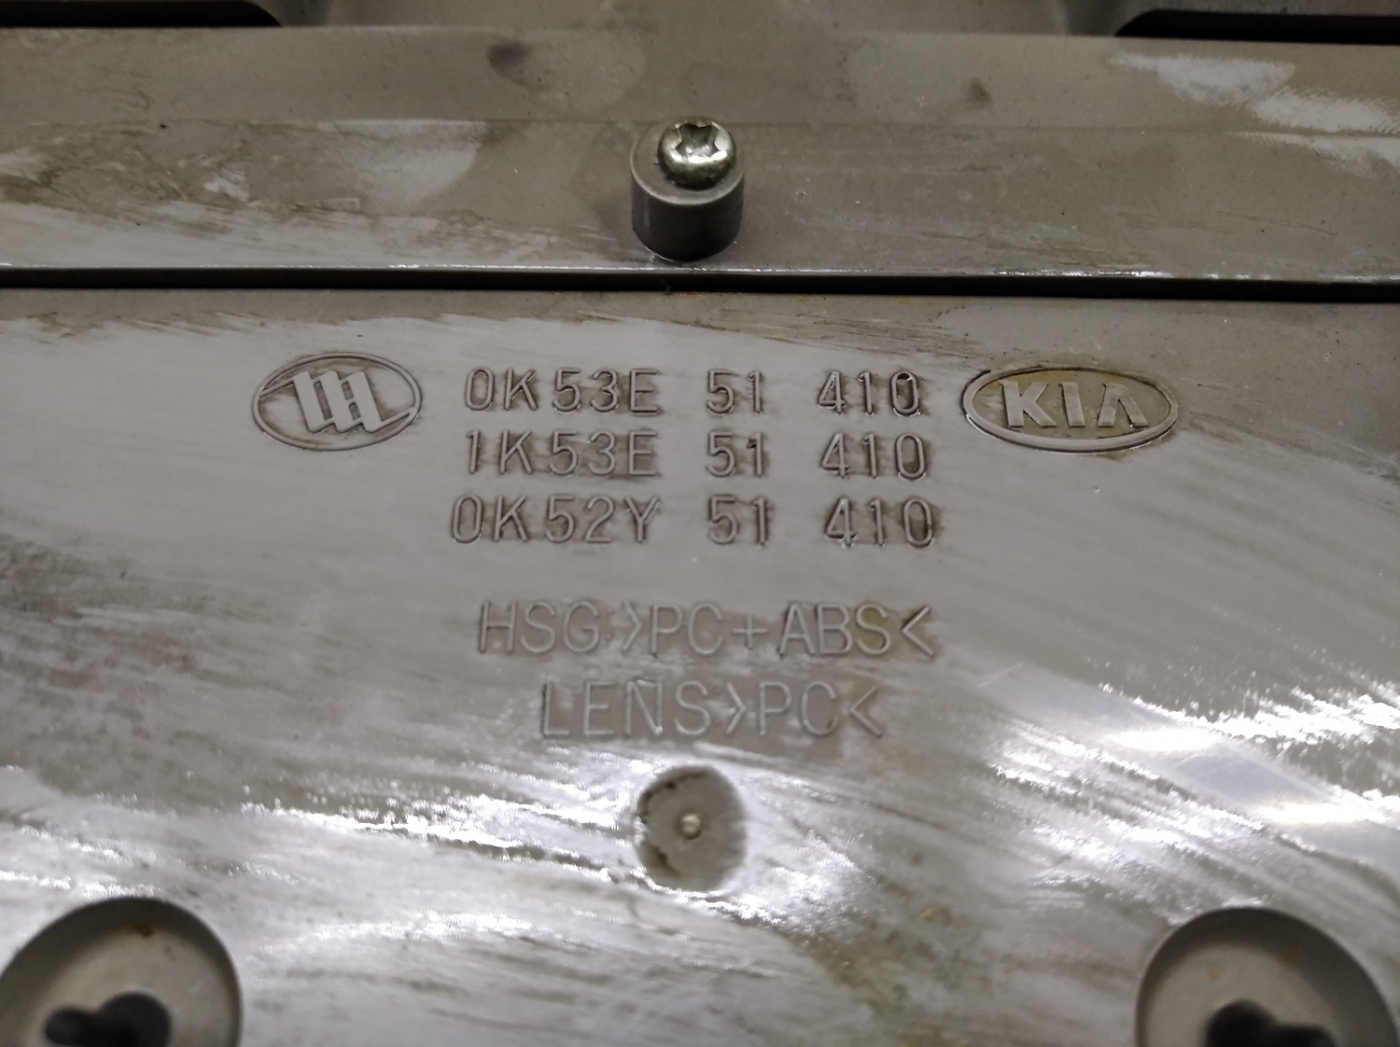 0K53E 51 410 KIA
1K53E 51 410
0K52Y 51 410
HSG>PC+ABS<
LENS>PC<